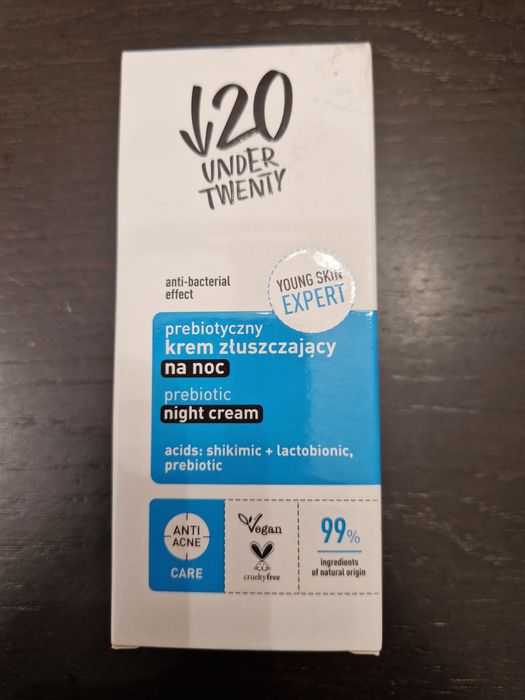 ↓20
UNDER
TWENTY
anti-bacterial
effect
YOUNG SKIN
EXPERT
prebiotyczny
krem złuszczający
na noc
prebiotic
night cream
acids: shikimic + lactobionic,
prebiotic
ANTI
ACNE
CARE
Vegan
crueltyfree
99%
ingredients
of natural origin